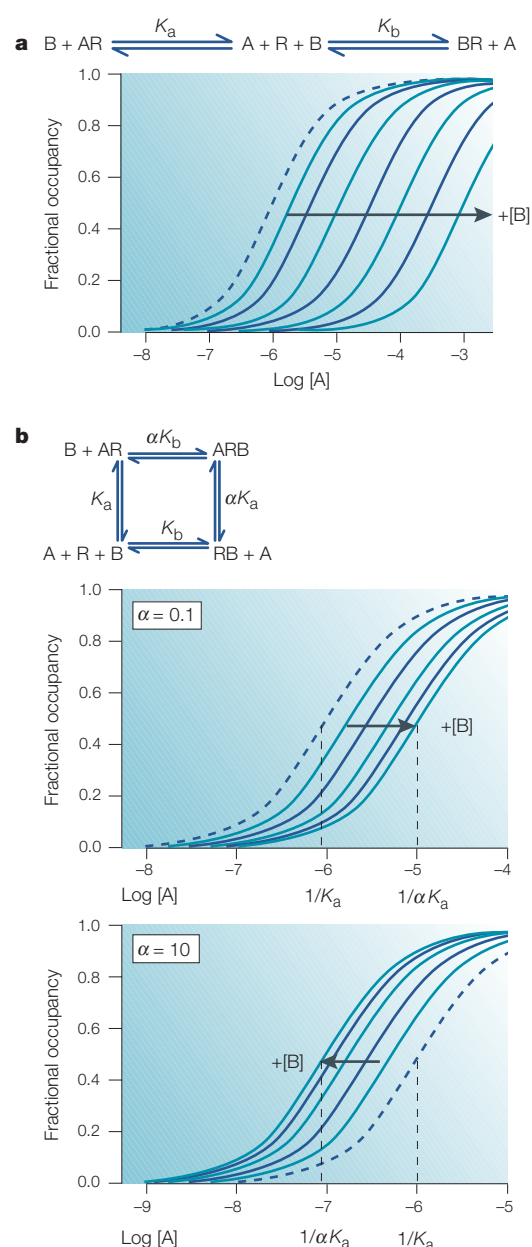 a
B + AR Ka A + R + B Kb BR + A
Fractional occupancy
1.0
0.8
0.6
0.4
0.2
0.0
+[B]
–8 –7 –6 –5 –4 –3
Log [A]
b
B + AR αKb ARB
Ka αKa
A + R + B Kb RB + A
Fractional occupancy
1.0
0.8
0.6
0.4
0.2
0.0
α = 0.1
+[B]
–8 –7 –6 –5 –4
Log [A] 1/Ka 1/αKa
Fractional occupancy
1.0
0.8
0.6
0.4
0.2
0.0
α = 10
+[B]
–9 –8 –7 –6 –5
Log [A] 1/αKa 1/Ka